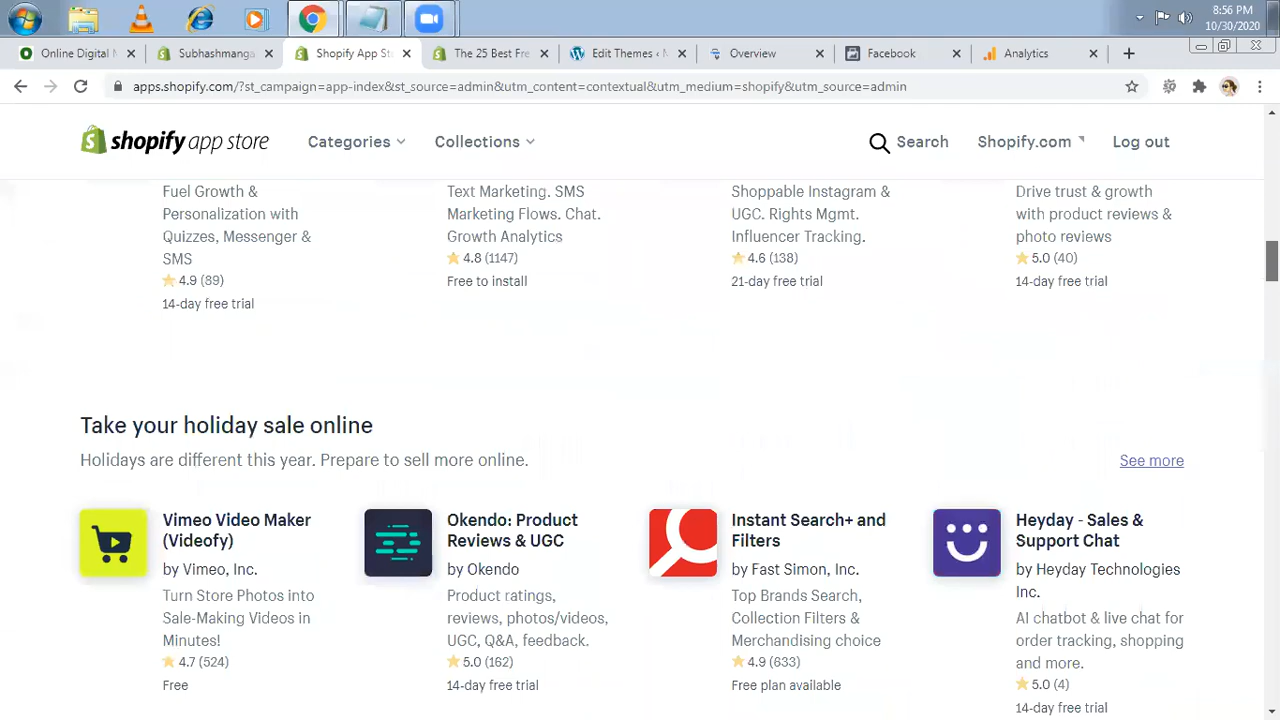 8:56 PM
10/30/2020
Online Digital M
Subhashmanga
Shopify App Sto
The 25 Best Fre
Edit Themes ‹ M
Overview
Facebook
Analytics
apps.shopify.com/?st_campaign=app-index&st_source=admin&utm_content=contextual&utm_medium=shopify&utm_source=admin
shopify app store
Categories
Collections
Search
Shopify.com
Log out
Fuel Growth &
Personalization with
Quizzes, Messenger &
SMS
4.9 (89)
14-day free trial
Text Marketing. SMS
Marketing Flows. Chat.
Growth Analytics
4.8 (1147)
Free to install
Shoppable Instagram &
UGC. Rights Mgmt.
Influencer Tracking.
4.6 (138)
21-day free trial
Drive trust & growth
with product reviews &
photo reviews
5.0 (40)
14-day free trial
Take your holiday sale online
Holidays are different this year. Prepare to sell more online.
See more
Vimeo Video Maker
(Videofy)
by Vimeo, Inc.
Turn Store Photos into
Sale-Making Videos in
Minutes!
4.7 (524)
Free
Okendo: Product
Reviews & UGC
by Okendo
Product ratings,
reviews, photos/videos,
UGC, Q&A, feedback.
5.0 (162)
14-day free trial
Instant Search+ and
Filters
by Fast Simon, Inc.
Top Brands Search,
Collection Filters &
Merchandising choice
4.9 (633)
Free plan available
Heyday - Sales &
Support Chat
by Heyday Technologies
Inc.
AI chatbot & live chat for
order tracking, shopping
and more.
5.0 (4)
14-day free trial